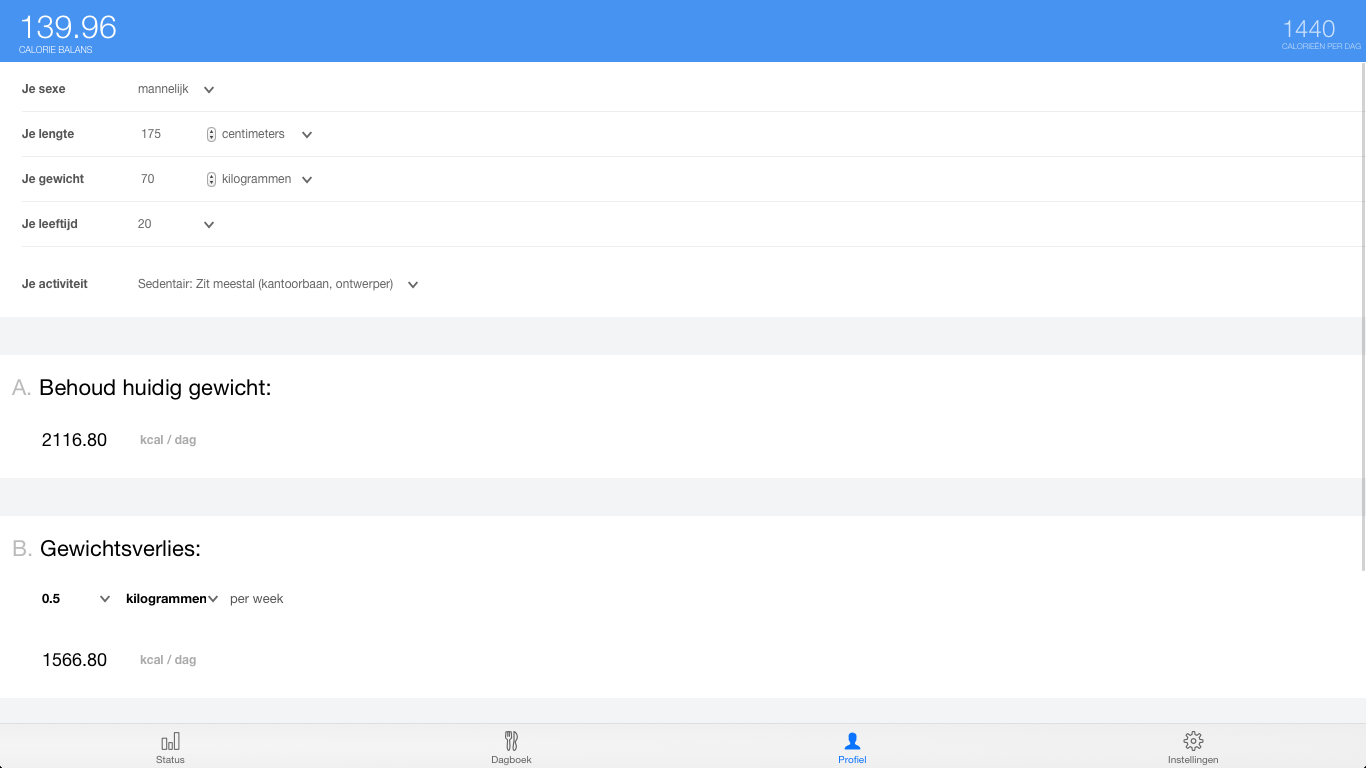 139.96
CALORIE BALANS
1440
CALORIEËN PER DAG
Je sexe mannelijk
Je lengte 175 centimeters
Je gewicht 70 kilogrammen
Je leeftijd 20
Je activiteit Sedentair: Zit meestal (kantoorbaan, ontwerper)
A. Behoud huidig gewicht:
2116.80 kcal / dag
B. Gewichtsverlies:
0.5 kilogrammen per week
1566.80 kcal / dag
Status Dagboek Profiel Instellingen